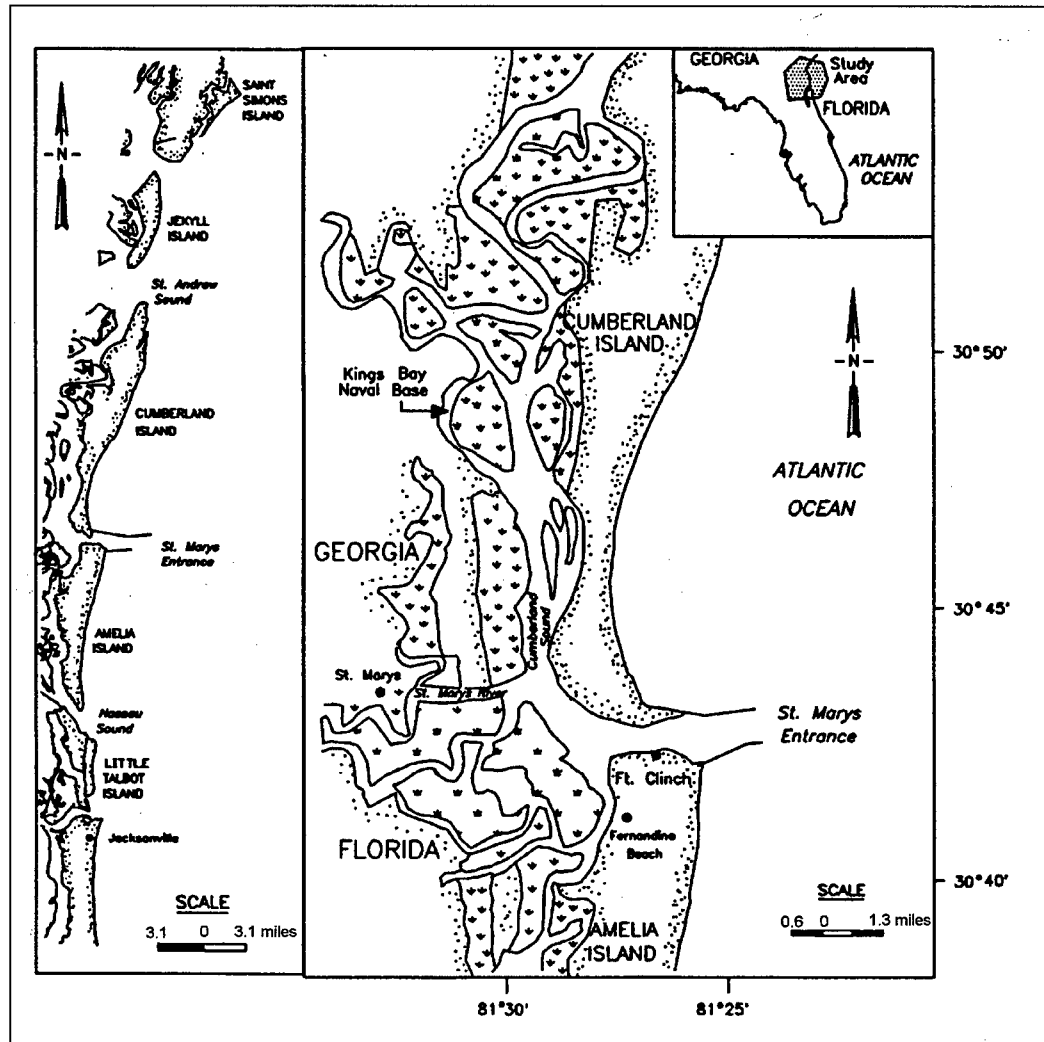 SAINT
SIMONS
ISLAND
N
JEKYLL
ISLAND
St. Andrew
Sound
CUMBERLAND
ISLAND
St. Marys
Entrance
AMELIA
ISLAND
Nassau
Sound
LITTLE
TALBOT
ISLAND
Jacksonville
SCALE
3.1 0 3.1 miles
GEORGIA
Study
Area
FLORIDA
ATLANTIC
OCEAN
CUMBERLAND
ISLAND
Kings Bay
Naval Base
N
ATLANTIC
OCEAN
GEORGIA
Cumberland
Sound
St. Marys
St. Marys River
St. Marys
Entrance
Ft. Clinch
Fernandina
Beach
FLORIDA
AMELIA
ISLAND
SCALE
0.6 0 1.3 miles
30°50'
30°45'
30°40'
81°30'
81°25'